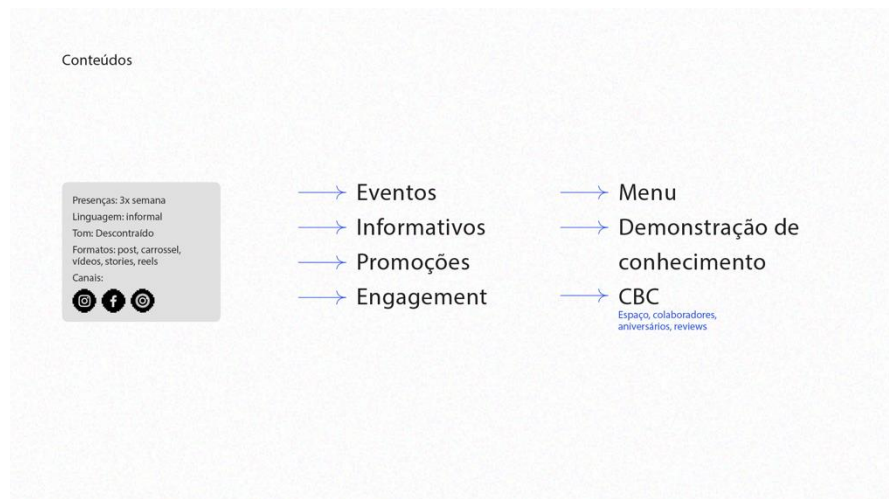 Conteúdos
Presenças: 3x semana
Linguagem: informal
Tom: Descontraído
Formatos: post, carrossel,
vídeos, stories, reels
Canais:
Eventos
Informativos
Promoções
Engagement
Menu
Demonstração de
conhecimento
CBC
Espaço, colaboradores,
aniversários, reviews